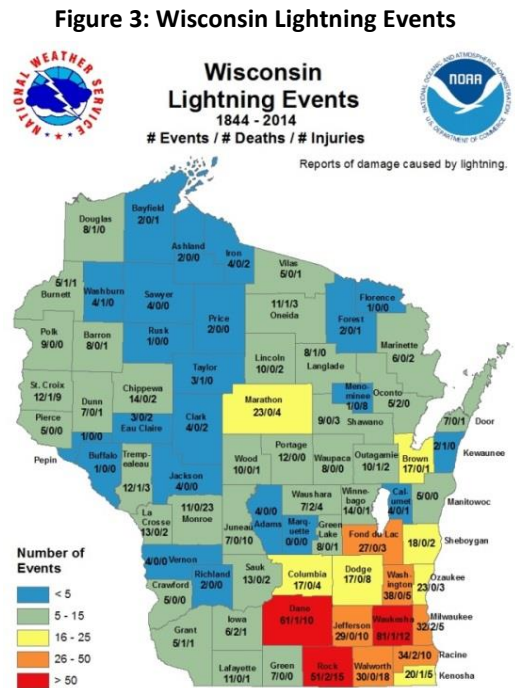 Figure 3: Wisconsin Lightning Events
NATIONAL WEATHER SERVICE
Wisconsin
Lightning Events
1844 - 2014
# Events / # Deaths / # Injuries
NATIONAL OCEANIC AND ATMOSPHERIC ADMINISTRATION
NOAA
U.S. DEPARTMENT OF COMMERCE
Reports of damage caused by lightning.
Douglas
8/1/0
Bayfield
2/0/1
Ashland
2/0/0
Iron
4/0/2
Vilas
5/0/1
5/1/1
Burnett
Washburn
4/1/0
Sawyer
4/0/0
Price
2/0/0
11/1/3
Oneida
Florence
1/0/0
Forest
2/0/1
Marinette
6/0/2
Polk
9/0/0
Barron
8/0/1
Rusk
1/0/0
Taylor
3/1/0
Lincoln
10/0/2
8/1/0
Langlade
St. Croix
12/1/9
Dunn
7/0/1
Chippewa
14/0/2
Marathon
23/0/4
Meno-
minee
1/0/8
Oconto
5/2/0
Pierce
5/0/0
3/0/2
Eau Claire
Clark
4/0/2
9/0/3
Shawano
7/0/1
Door
Pepin
1/0/0
Buffalo
1/0/0
Tremp-
ealeau
12/1/3
Jackson
4/0/0
Wood
10/0/1
Portage
12/0/0
Waupaca
8/0/0
Outagamie
10/1/2
Brown
17/0/1
2/1/0
Kewaunee
La
Crosse
13/0/2
11/0/23
Monroe
Juneau
7/0/10
4/0/0
Adams
Waushara
7/2/4
Winne-
bago
14/0/1
Cal-
umet
4/0/1
5/0/0
Manitowoc
Mar-
quette
0/0/0
Green
Lake
8/0/1
Fond du Lac
27/0/3
18/0/2
Sheboygan
4/0/0
Vernon
Richland
2/0/0
Sauk
13/0/2
Columbia
17/0/4
Dodge
17/0/8
Wash-
ington
38/0/5
Ozaukee
23/0/3
Crawford
5/0/0
Grant
5/1/1
Iowa
6/2/1
Dane
61/1/10
Jefferson
29/0/10
Waukesha
81/1/12
Milwaukee
32/2/5
Lafayette
11/0/1
Green
7/0/0
Rock
51/2/15
Walworth
30/0/18
34/2/10
Racine
20/1/5
Kenosha
Number of
Events
< 5
5 - 15
16 - 25
26 - 50
> 50